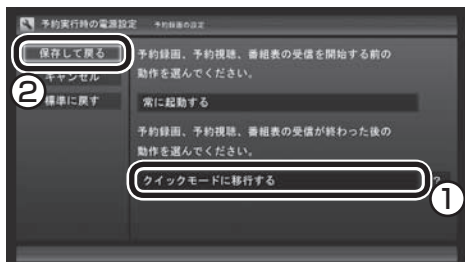 予約実行時の電源設定 予約録画の設定
保存して戻る
キャンセル
標準に戻す
②
予約録画、予約視聴、番組表の受信を開始する前の
動作を選んでください。
常に起動する
予約録画、予約視聴、番組表の受信が終わった後の
動作を選んでください。
クイックモードに移行する
?
①